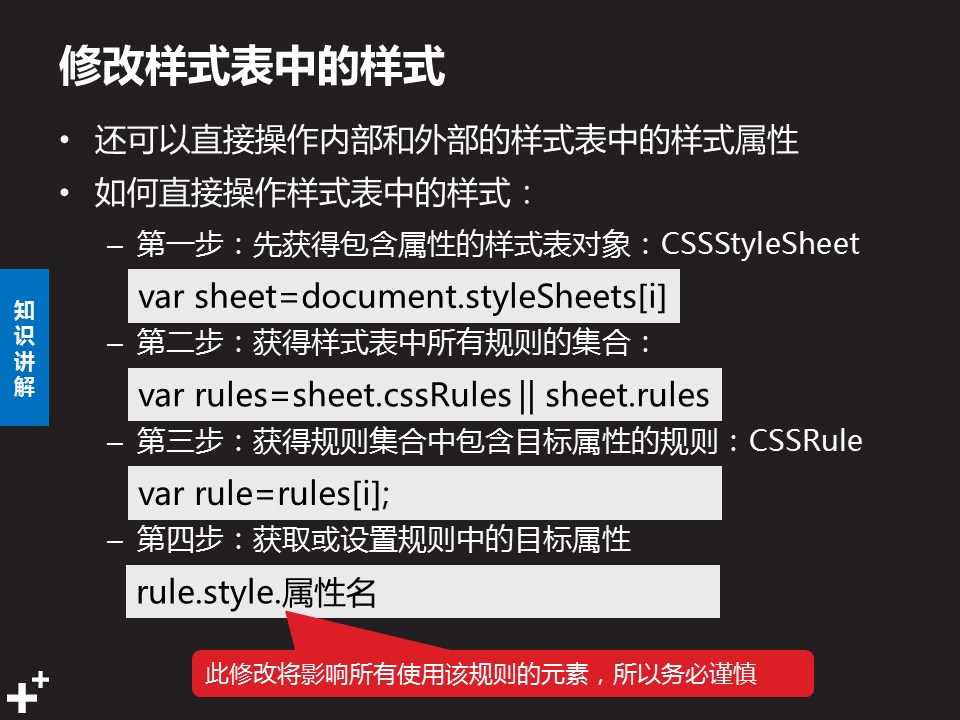 修改样式表中的样式
• 还可以直接操作内部和外部的样式表中的样式属性
• 如何直接操作样式表中的样式：
– 第一步：先获得包含属性的样式表对象：CSSStyleSheet
var sheet=document.styleSheets[i]
– 第二步：获得样式表中所有规则的集合：
var rules=sheet.cssRules || sheet.rules
– 第三步：获得规则集合中包含目标属性的规则：CSSRule
var rule=rules[i];
– 第四步：获取或设置规则中的目标属性
rule.style.属性名
此修改将影响所有使用该规则的元素，所以务必谨慎
知识讲解